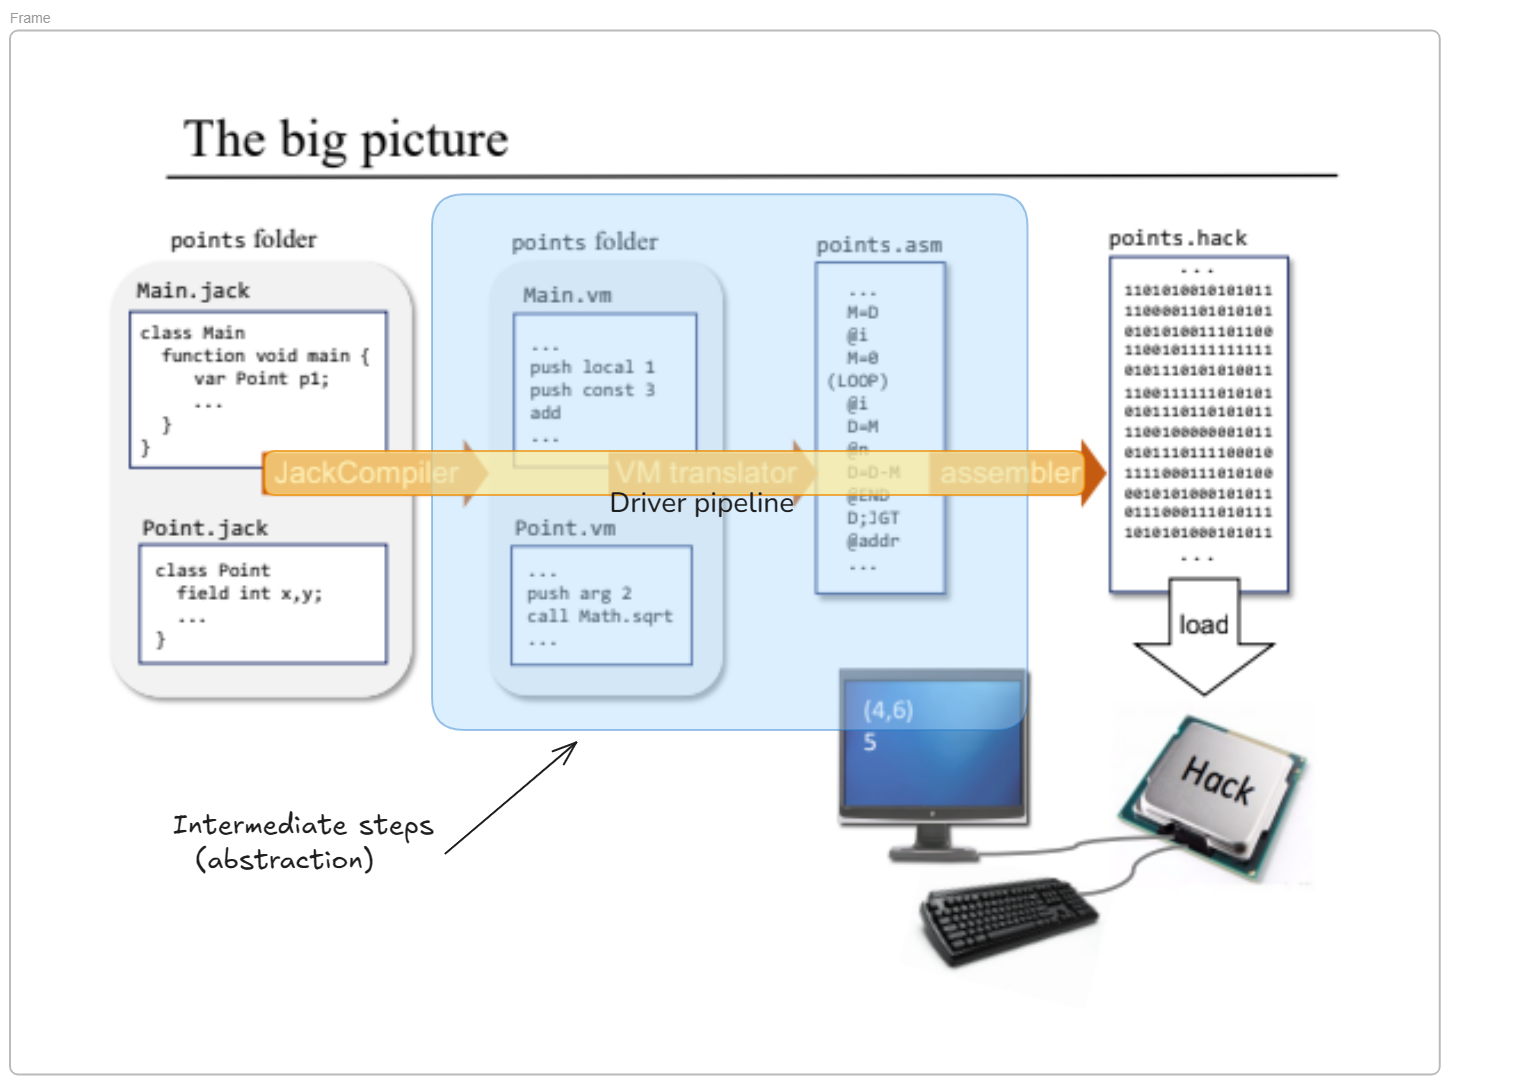 Frame
The big picture
points folder
Main.jack
class Main
function void main {
var Point p1;
...
}
}
Point.jack
class Point
field int x,y;
...
}
JackCompiler
points folder
Main.vm
...
push local 1
push const 3
add
...
Point.vm
...
push arg 2
call Math.sqrt
...
VM translator
Driver pipeline
points.asm
...
M=D
@i
M=0
(LOOP)
@i
D=M
@n
D=D-M
@END
D;JGT
@addr
...
assembler
points.hack
...
1101010010101011
1100001101010101
0101010011101100
1100101111111111
0101110101010011
1100111111010101
0101110110101011
1100100000001011
0101110111100010
1111000111010100
0010101000101011
0111000111010111
1010101000101011
...
load
(4,6)
5
Hack
Intermediate steps
(abstraction)